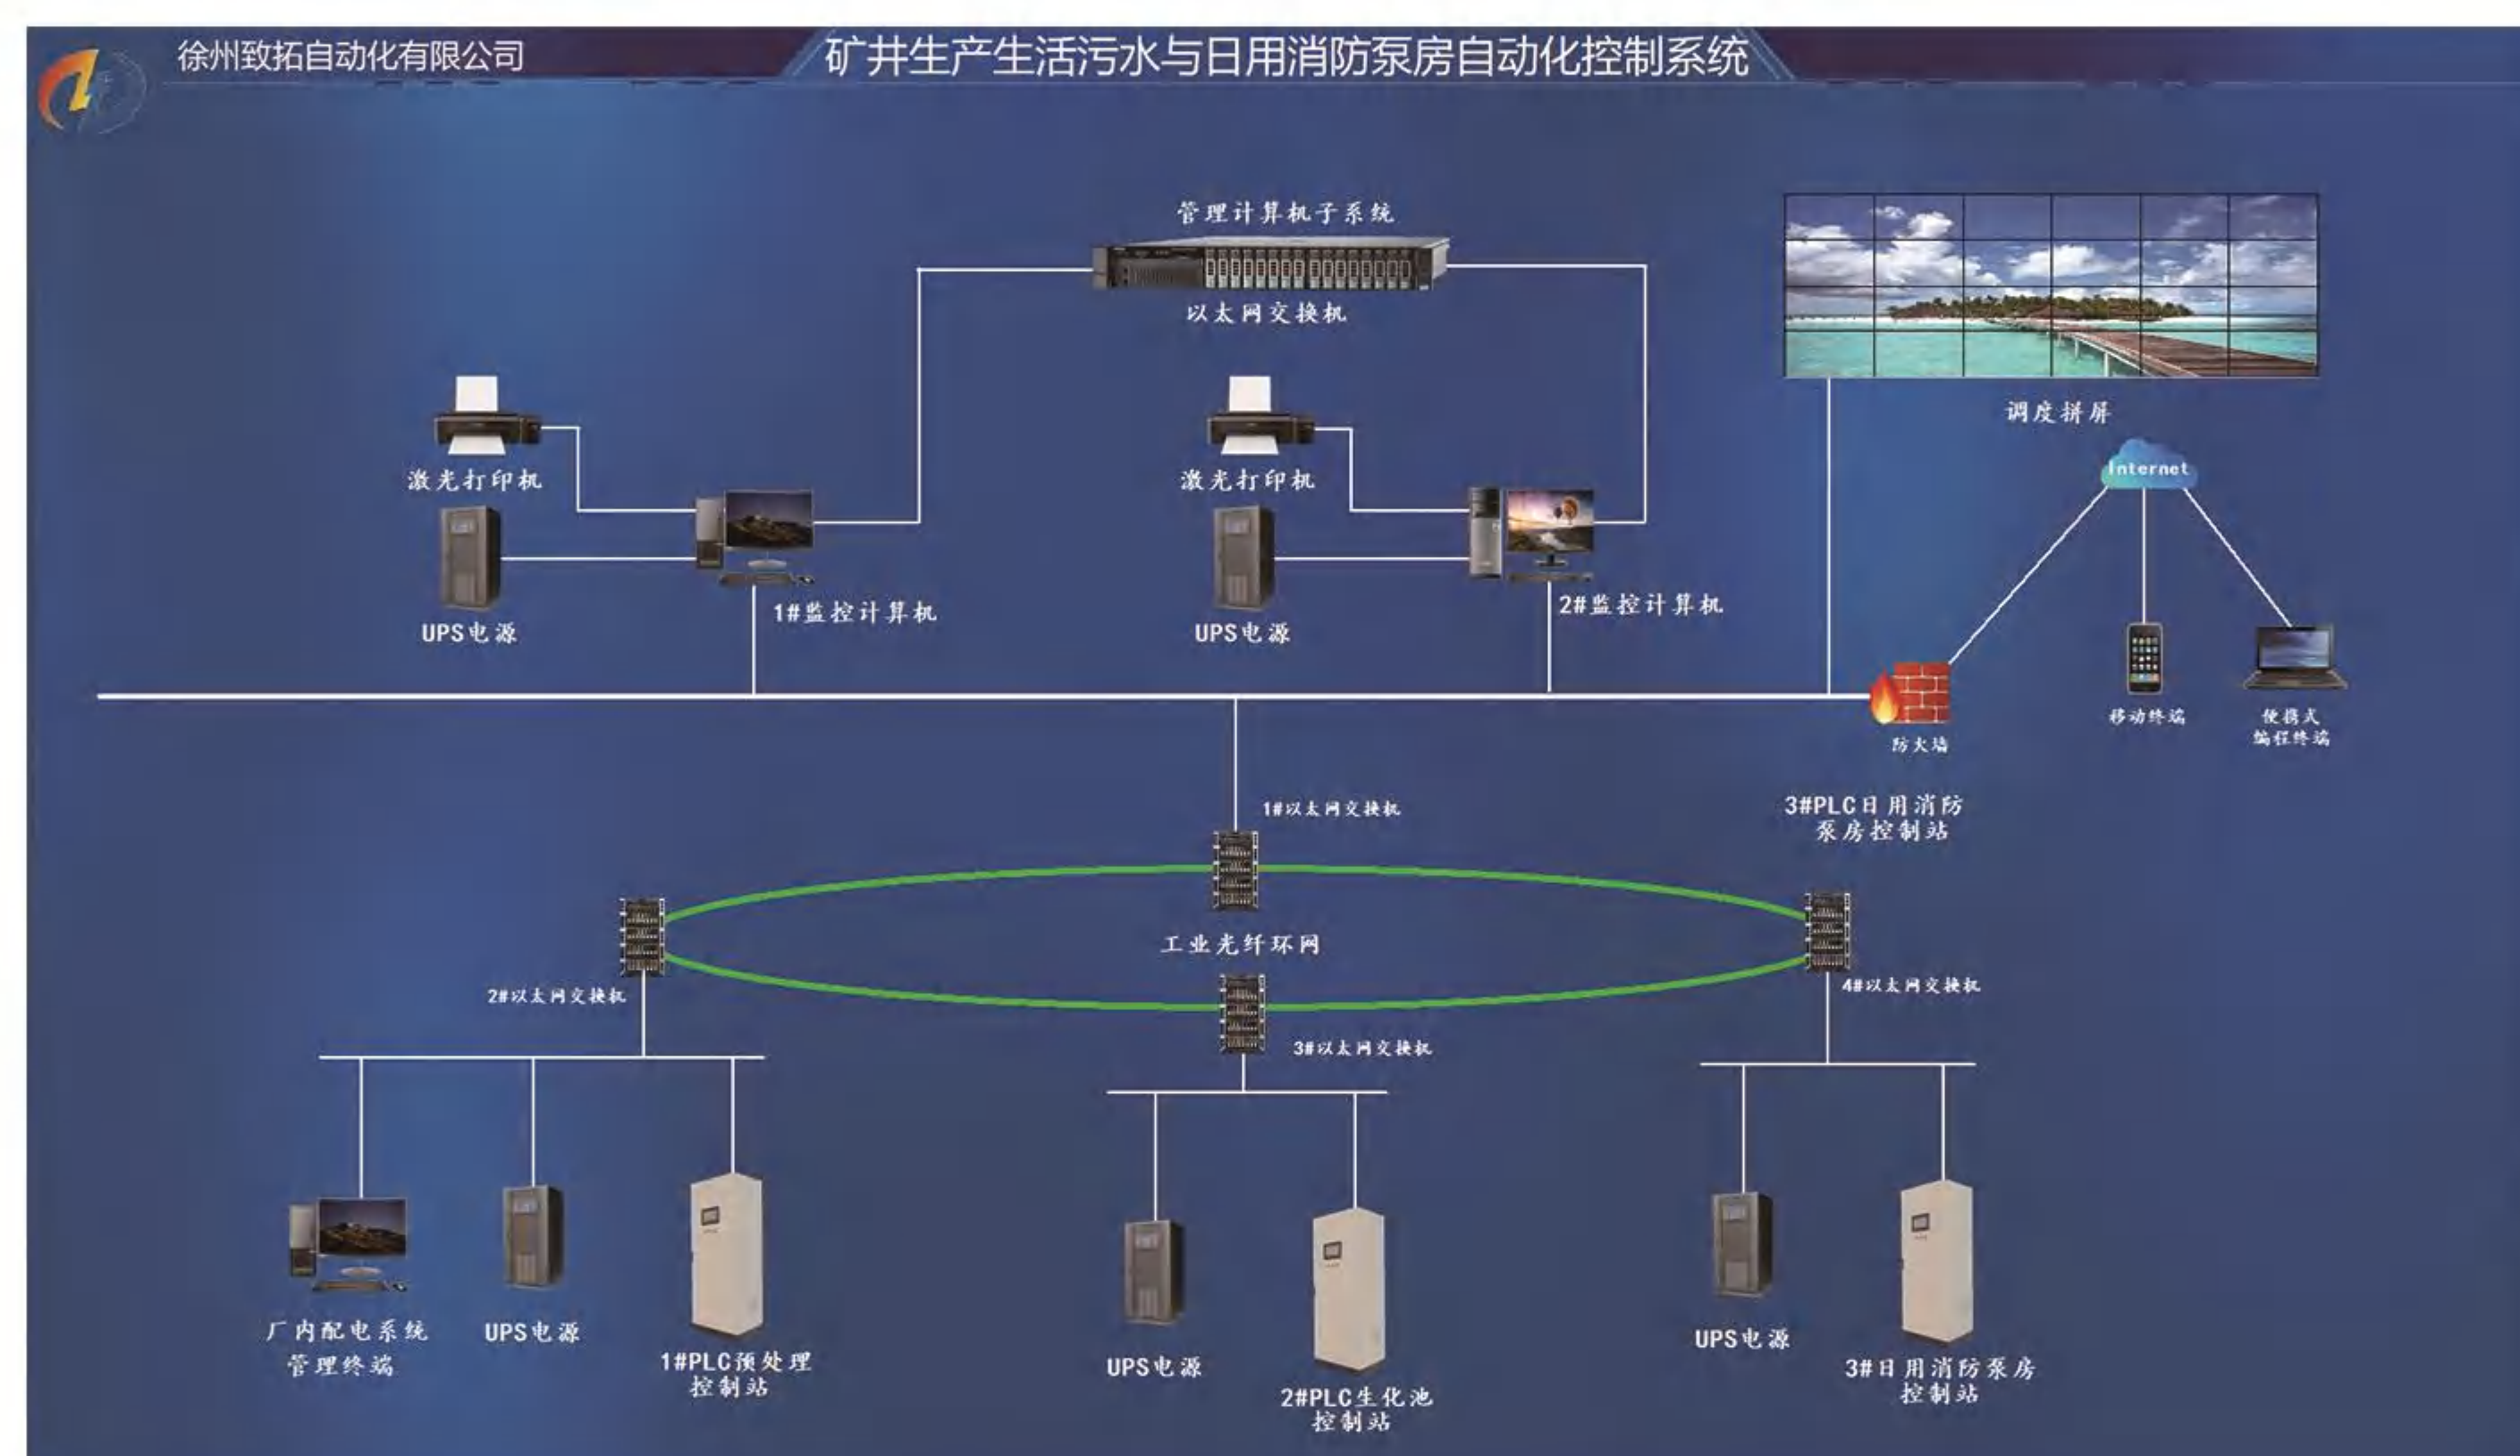 徐州致拓自动化有限公司
矿井生产生活污水与日用消防泵房自动化控制系统
管理计算机子系统
以太网交换机
调度拼屏
Internet
激光打印机
激光打印机
UPS电源
1#监控计算机
UPS电源
2#监控计算机
移动终端
便携式
编程终端
防火墙
1#以太网交换机
3#PLC日用消防
泵房控制站
工业光纤环网
2#以太网交换机
4#以太网交换机
3#以太网交换机
厂内配电系统
管理终端
UPS电源
1#PLC预处理
控制站
UPS电源
2#PLC生化池
控制站
UPS电源
3#日用消防泵房
控制站